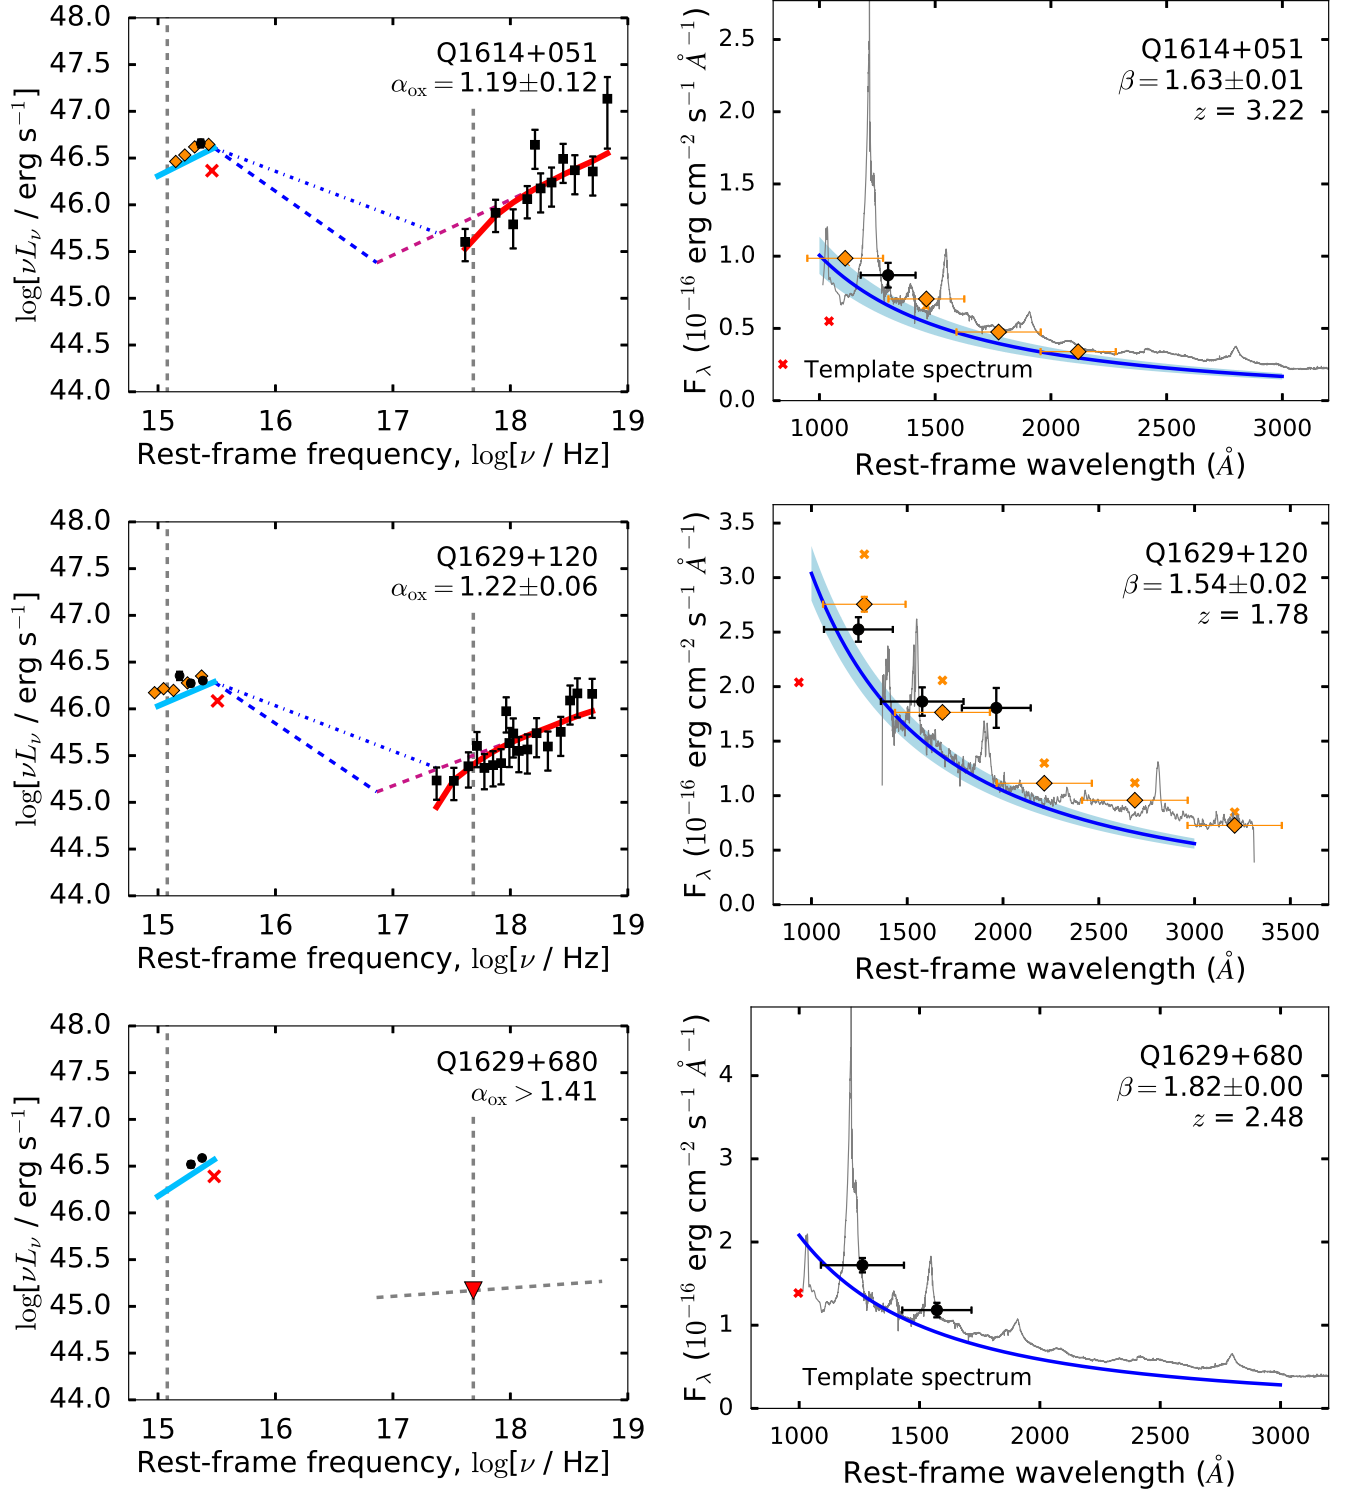 48.0
47.5
47.0
46.5
46.0
45.5
45.0
44.5
44.0
log[νL_ν / erg s⁻¹]
Q1614+051
α_ox = 1.19±0.12
15 16 17 18 19
Rest-frame frequency, log[ν / Hz]
2.5
2.0
1.5
1.0
0.5
0.0
F_λ (10⁻¹⁶ erg cm⁻² s⁻¹ Å⁻¹)
Q1614+051
β = 1.63±0.01
z = 3.22
Template spectrum
1000 1500 2000 2500 3000
Rest-frame wavelength (Å)
48.0
47.5
47.0
46.5
46.0
45.5
45.0
44.5
44.0
log[νL_ν / erg s⁻¹]
Q1629+120
α_ox = 1.22±0.06
15 16 17 18 19
Rest-frame frequency, log[ν / Hz]
3.5
3.0
2.5
2.0
1.5
1.0
0.5
0.0
F_λ (10⁻¹⁶ erg cm⁻² s⁻¹ Å⁻¹)
Q1629+120
β = 1.54±0.02
z = 1.78
1000 1500 2000 2500 3000 3500
Rest-frame wavelength (Å)
48.0
47.5
47.0
46.5
46.0
45.5
45.0
44.5
44.0
log[νL_ν / erg s⁻¹]
Q1629+680
α_ox > 1.41
15 16 17 18 19
Rest-frame frequency, log[ν / Hz]
4
3
2
1
0
F_λ (10⁻¹⁶ erg cm⁻² s⁻¹ Å⁻¹)
Q1629+680
β = 1.82±0.00
z = 2.48
Template spectrum
1000 1500 2000 2500 3000
Rest-frame wavelength (Å)